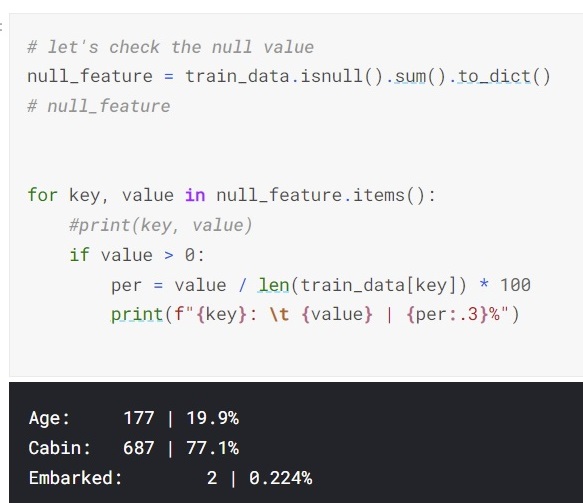 :
# let's check the null value
null_feature = train_data.isnull().sum().to_dict()
# null_feature
for key, value in null_feature.items():
    #print(key, value)
    if value > 0:
        per = value / len(train_data[key]) * 100
        print(f"{key}: \t {value} | {per:.3}%")
Age:     177 | 19.9%
Cabin:   687 | 77.1%
Embarked:        2 | 0.224%